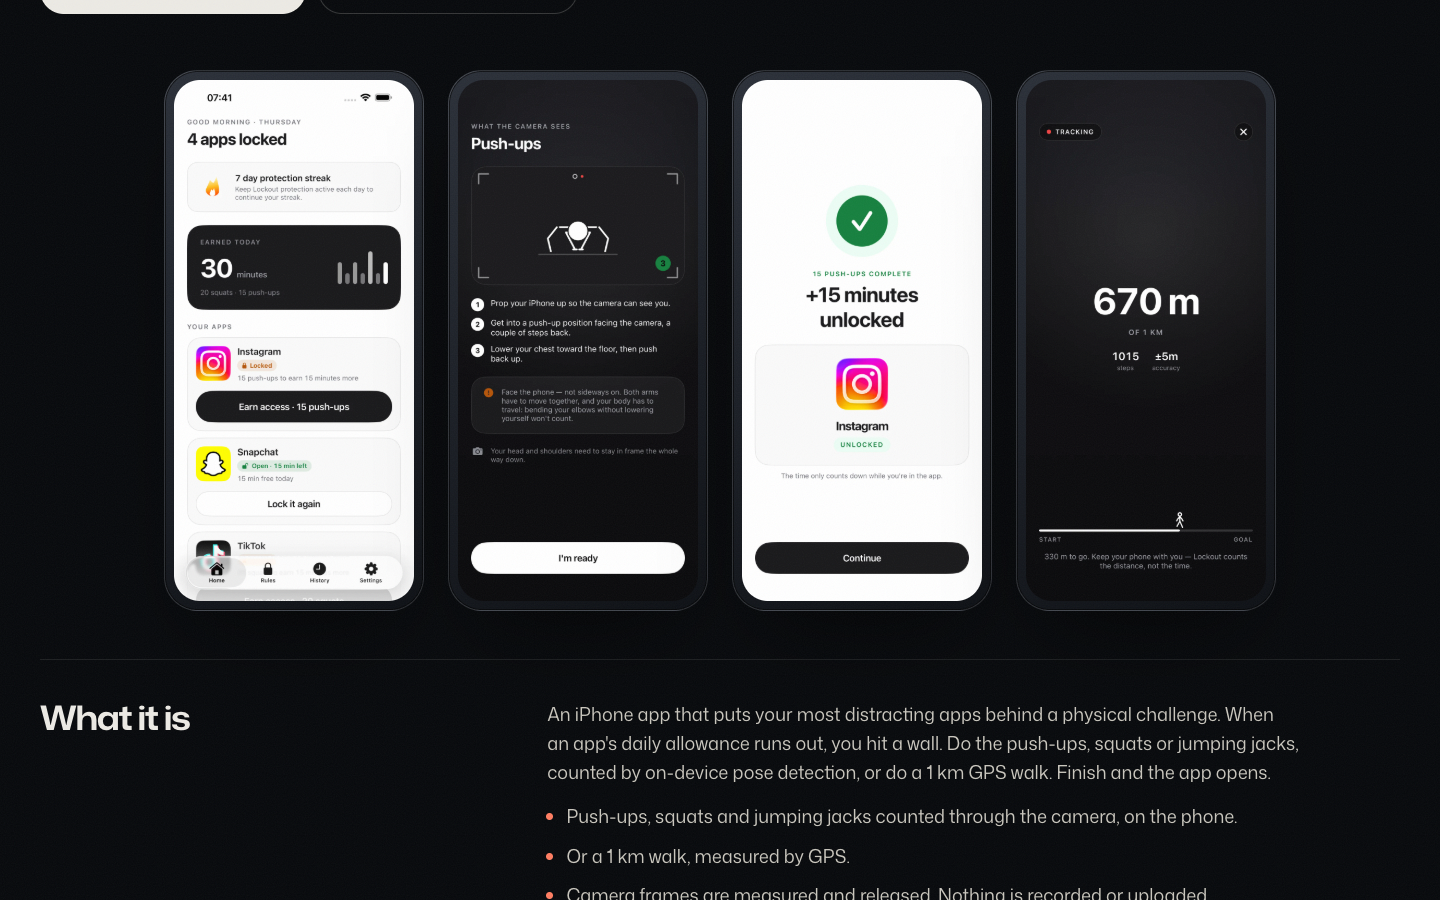 07:41
GOOD MORNING · THURSDAY
4 apps locked
7 day protection streak
Keep Lockout protection active each day to
continue your streak.
EARNED TODAY
30 minutes
20 squats · 15 push-ups
YOUR APPS
Instagram
Locked
15 push-ups to earn 15 minutes more
Earn access · 15 push-ups
Snapchat
Open · 15 min left
15 min free today
Lock it again
TikTok
Home
Rules
History
Settings
WHAT THE CAMERA SEES
Push-ups
3
1 Prop your iPhone up so the camera can see you.
2 Get into a push-up position facing the camera, a
couple of steps back.
3 Lower your chest toward the floor, then push
back up.
Face the phone — not sideways on. Both arms
have to move together, and your body has to
travel: bending your elbows without lowering
yourself won't count.
Your head and shoulders need to stay in frame the whole
way down.
I'm ready
15 PUSH-UPS COMPLETE
+15 minutes
unlocked
Instagram
UNLOCKED
The time only counts down while you're in the app.
Continue
TRACKING
670 m
OF 1 KM
1015 ±5m
steps accuracy
START GOAL
330 m to go. Keep your phone with you — Lockout counts
the distance, not the time.
What it is
An iPhone app that puts your most distracting apps behind a physical challenge. When
an app's daily allowance runs out, you hit a wall. Do the push-ups, squats or jumping jacks,
counted by on-device pose detection, or do a 1 km GPS walk. Finish and the app opens.
Push-ups, squats and jumping jacks counted through the camera, on the phone.
Or a 1 km walk, measured by GPS.
Camera frames are measured and released. Nothing is recorded or uploaded.